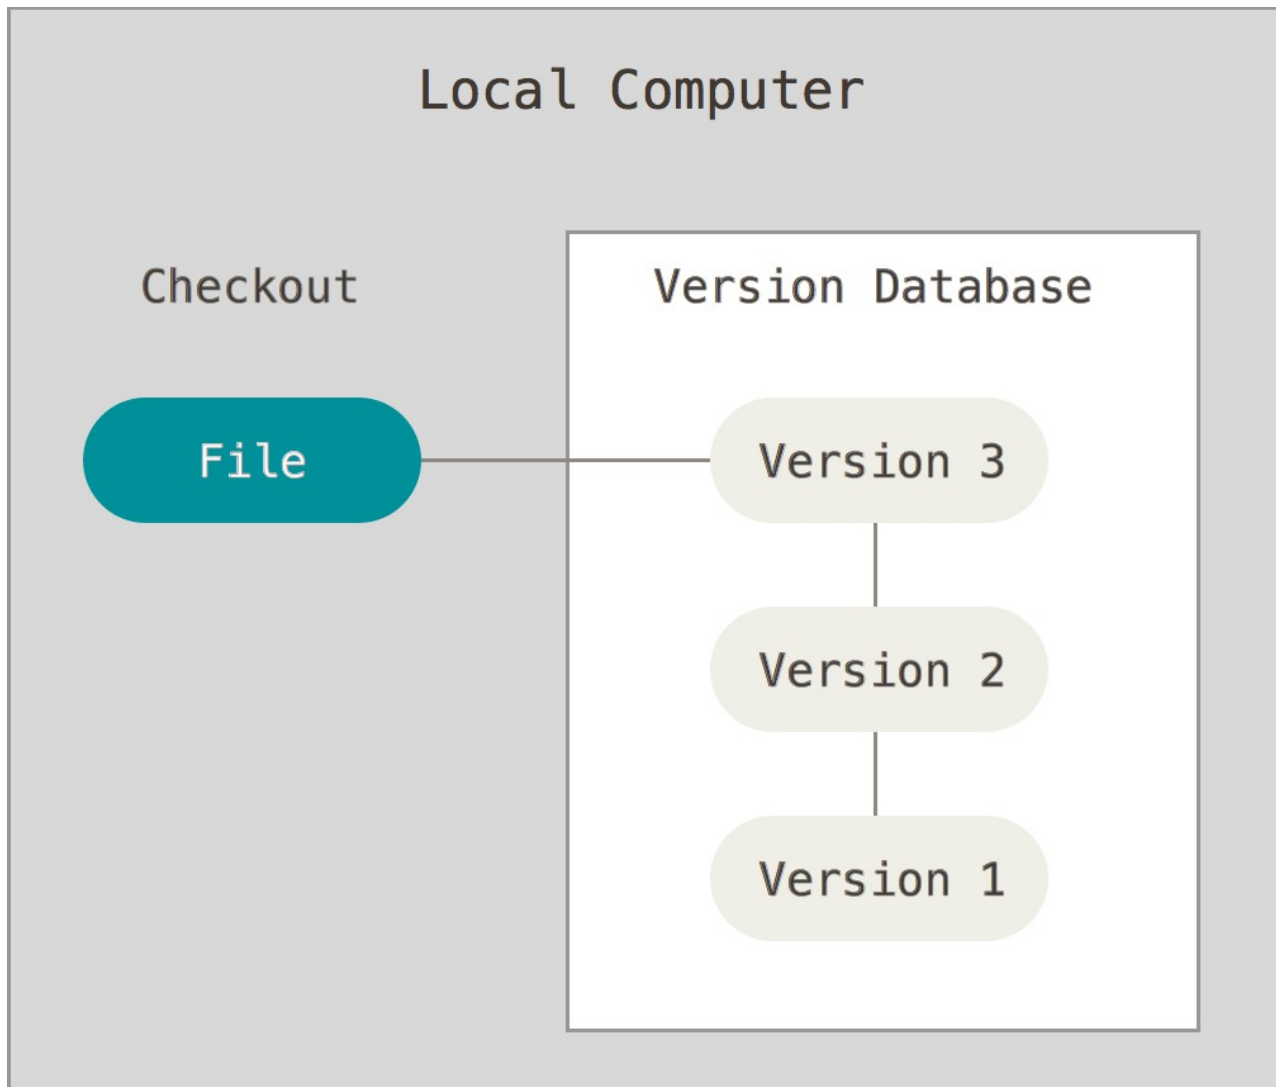 Local Computer
Checkout
Version Database
File
Version 3
Version 2
Version 1